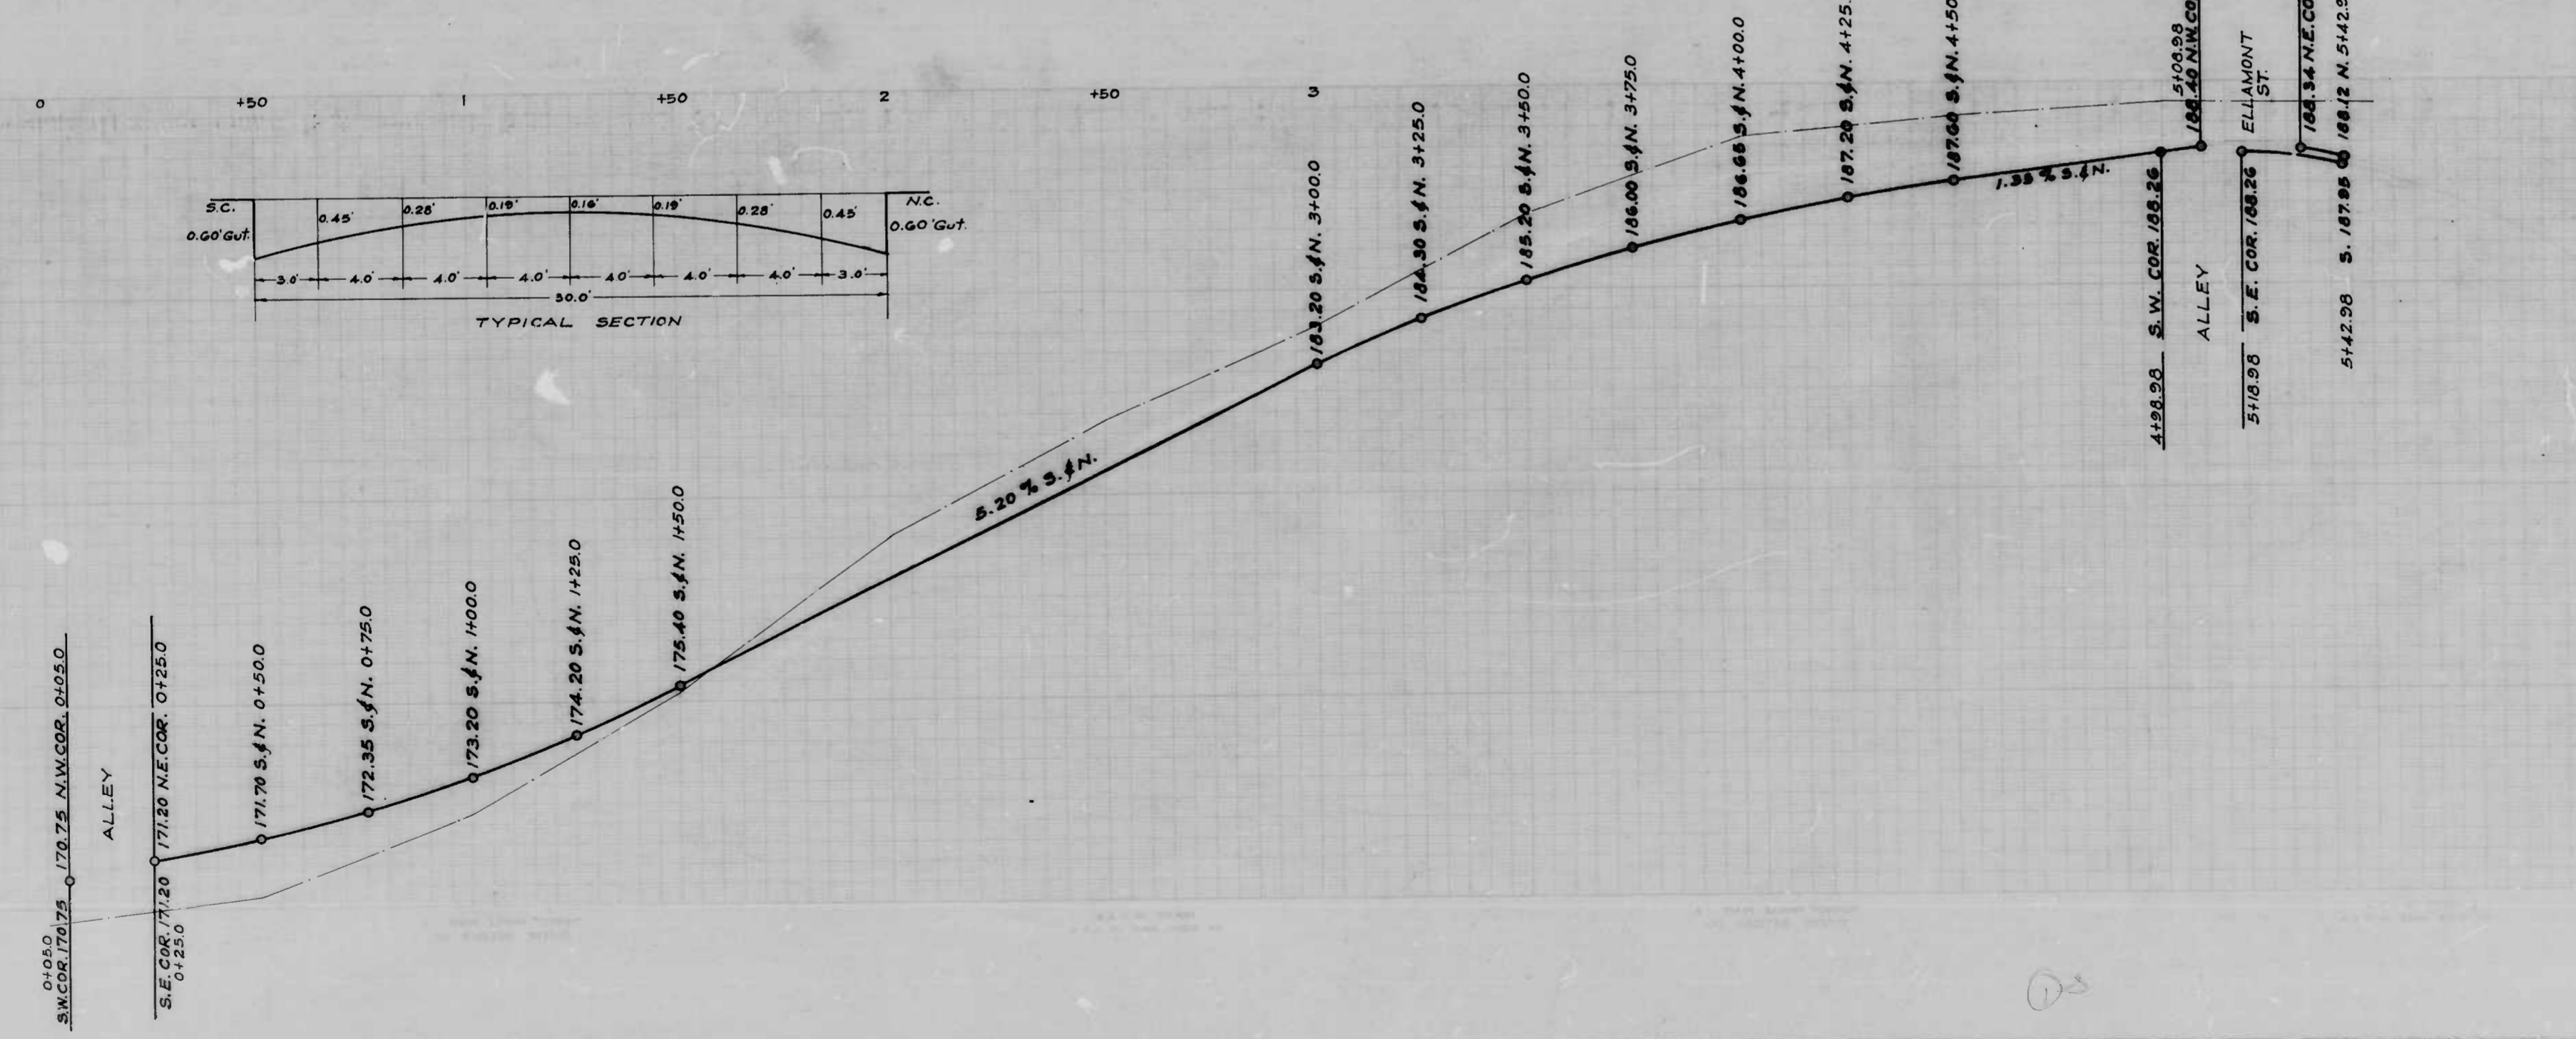 0 +50 1 +50 2 +50 3
S.C.
0.60' Gut.
0.45' 0.28' 0.19' 0.16' 0.19' 0.28' 0.45'
N.C.
0.60' Gut.
3.0' 4.0' 4.0' 4.0' 4.0' 4.0' 4.0' 3.0'
30.0'
TYPICAL SECTION
0+05.0
S.W.COR. 170.75
170.75 N.W.COR. 0+05.0
ALLEY
S.E. COR. 171.20
0+25.0
171.20 N.E.COR. 0+25.0
171.70 S.&N. 0+50.0
172.35 S.&N. 0+75.0
173.20 S.&N. 1+00.0
174.20 S.&N. 1+25.0
175.40 S.&N. 1+50.0
5.20 % S.&N.
183.20 S.&N. 3+00.0
184.30 S.&N. 3+25.0
185.20 S.&N. 3+50.0
186.00 S.&N. 3+75.0
186.65 S.&N. 4+00.0
187.20 S.&N. 4+25.
187.60 S.&N. 4+50
1.33 % S.&N.
4+98.98 S.W. COR. 188.26
5+08.98
188.40 N.W.CO
ALLEY
ELLAMONT
ST.
5+18.98 S.E. COR. 188.26
188.34 N.E.CO
188.12 N. 5+42.9
5+42.98 S. 187.95